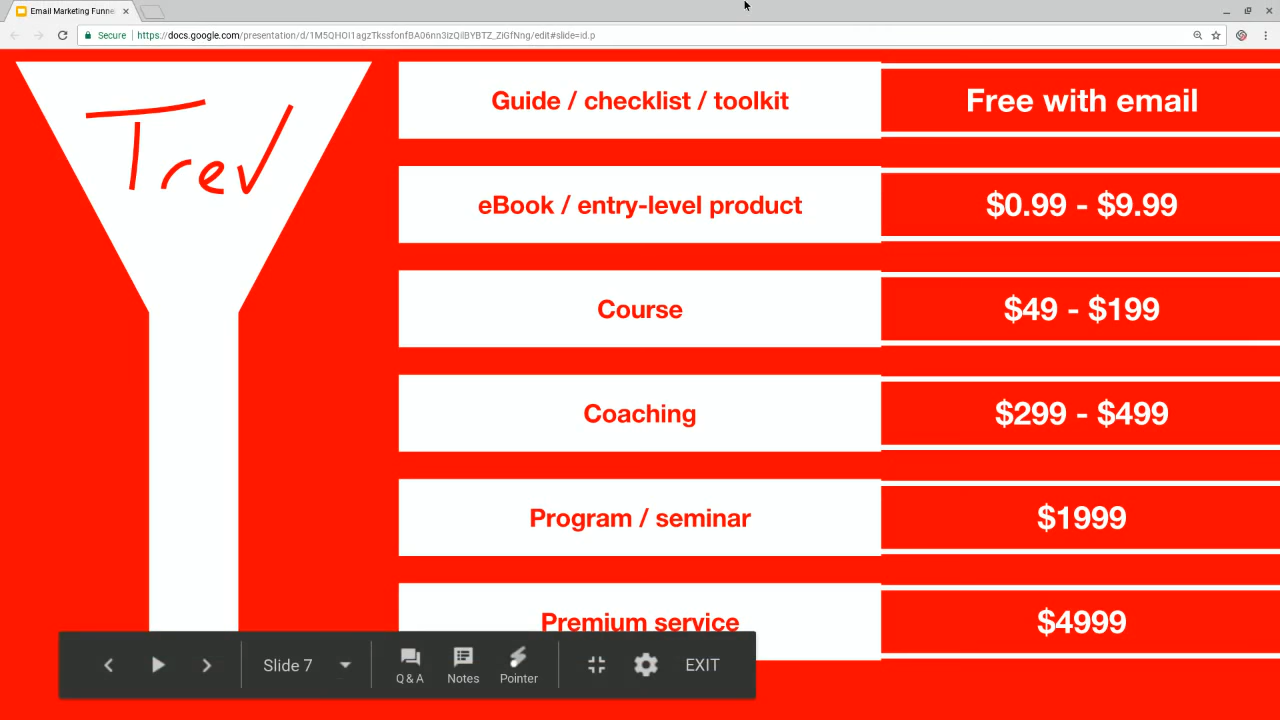 Email Marketing Funne
Secure
https://docs.google.com/presentation/d/1M5QHOI1agzTkssfonfBA06nn3izQiIBYBTZ_ZiGfNng/edit#slide=id.p
Trev
Guide / checklist / toolkit
Free with email
eBook / entry-level product
$0.99 - $9.99
Course
$49 - $199
Coaching
$299 - $499
Program / seminar
$1999
Premium service
$4999
Slide 7
Q & A
Notes
Pointer
EXIT